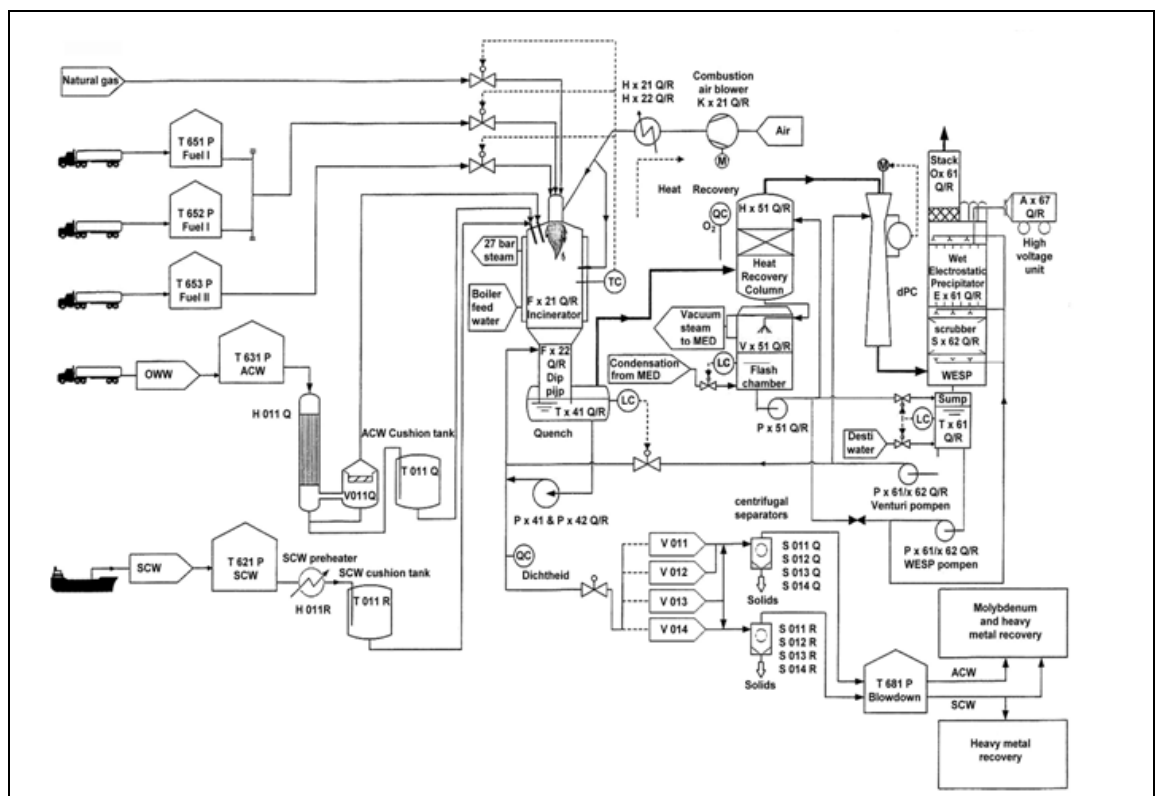 Natural gas
T 651 P
Fuel I
T 652 P
Fuel I
T 653 P
Fuel II
OWW
T 631 P
ACW
H 011 Q
V011Q
ACW Cushion tank
T 011 Q
SCW
T 621 P
SCW
SCW preheater
H 011R
SCW cushion tank
T 011 R
H x 21 Q/R
H x 22 Q/R
Combustion
air blower
K x 21 Q/R
Air
M
27 bar
steam
Boiler
feed
water
F x 21 Q/R
Incinerator
TC
F x 22
Q/R
Dip
pijp
T x 41 Q/R
LC
Quench
P x 41 & P x 42 Q/R
QC
Dichtheid
Heat Recovery
QC
O2
H x 51 Q/R
Heat
Recovery
Column
Vacuum
steam
to MED
V x 51 Q/R
Condensation
from MED
LC
Flash
chamber
P x 51 Q/R
M
dPC
Stack
Ox 61
Q/R
A x 67
Q/R
High
voltage
unit
Wet
Electrostatic
Precipitator
E x 61 Q/R
scrubber
S x 62 Q/R
WESP
Sump
T x 61
Q/R
LC
Desti
water
P x 61/x 62 Q/R
Venturi pompen
P x 61/x 62 Q/R
WESP pompen
V 011
V 012
V 013
V 014
centrifugal
separators
S 011 Q
S 012 Q
S 013 Q
S 014 Q
Solids
S 011 R
S 012 R
S 013 R
S 014 R
Solids
T 681 P
Blowdown
ACW
SCW
Molybdenum
and heavy
metal recovery
Heavy metal
recovery